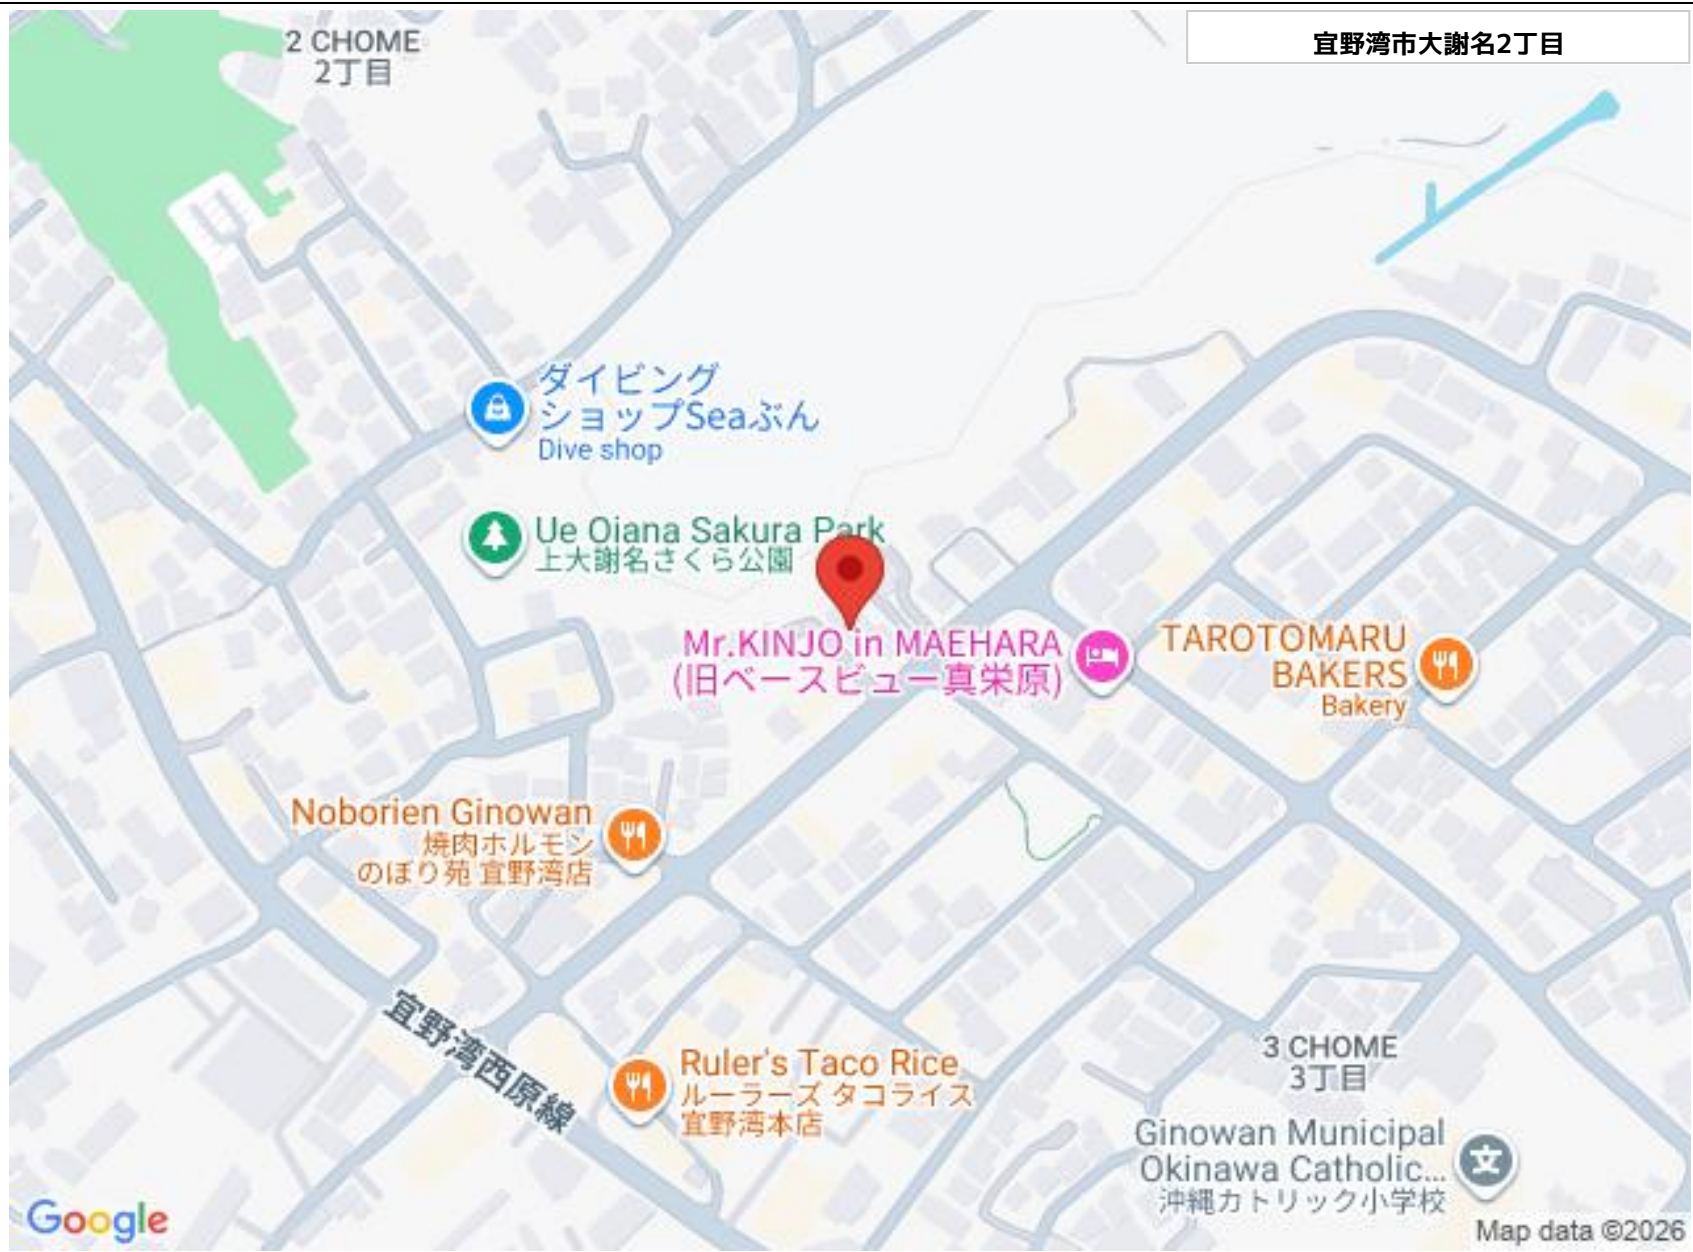 宜野湾市大謝名2丁目
2 CHOME
2丁目
ダイビング
ショップSeaぶん
Dive shop
Ue Ojana Sakura Park
上大謝名さくら公園
Mr.KINJO in MAEHARA
(旧ベースビュー真栄原)
TAROTOMARU
BAKERS
Bakery
Noborien Ginowan
焼肉ホルモン
のぼり苑 宜野湾店
宜野湾西原線
Ruler's Taco Rice
ルーラーズ タコライス
宜野湾本店
3 CHOME
3丁目
Ginowan Municipal
Okinawa Catholic...
沖縄カトリック小学校
文
Google
Map data ©2026